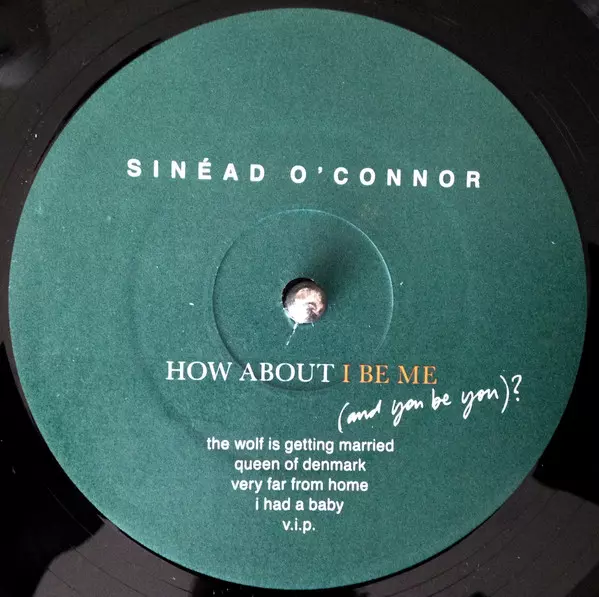 SINÉAD O'CONNOR
HOW ABOUT I BE ME
(and you be you)?
the wolf is getting married
queen of denmark
very far from home
i had a baby
v.i.p.